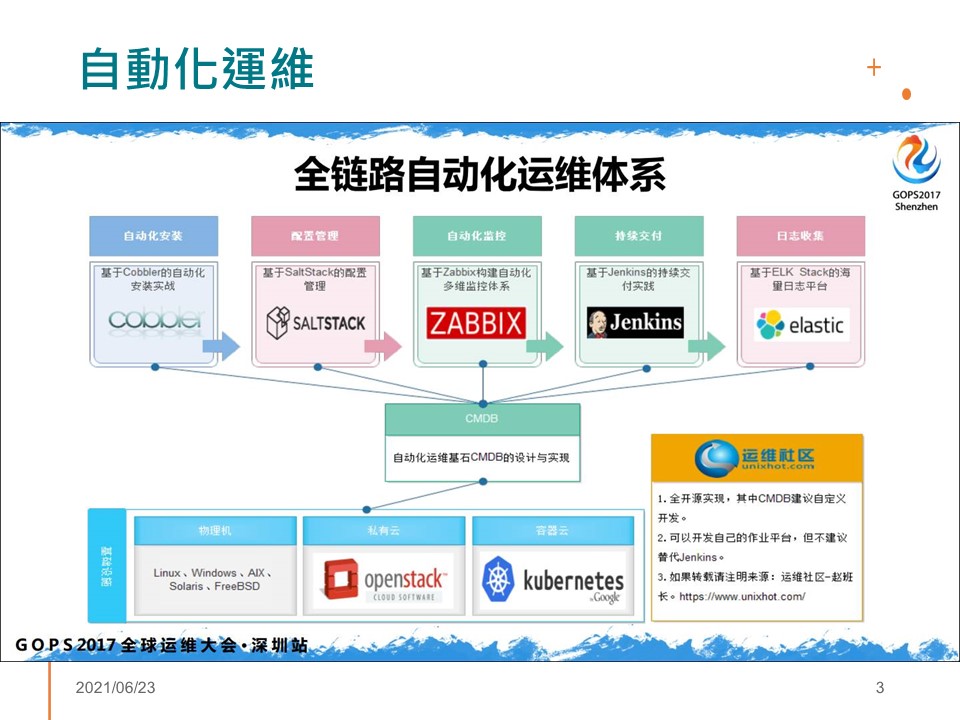 自動化運維
+
全链路自动化运维体系
GOPS2017
Shenzhen
自动化安装
配置管理
自动化监控
持续交付
日志收集
基于Cobbler的自动化
安装实战
基于SaltStack的配置
管理
基于Zabbix构建自动化
多维监控体系
基于Jenkins的持续交
付实践
基于ELK Stack的海
量日志平台
cobbler
SALTSTACK
ZABBIX
Jenkins
elastic
CMDB
自动化运维基石CMDB的设计与实现
运维社区
unixhot.com
1. 全开源实现，其中CMDB建议自定义
开发。
2. 可以开发自己的作业平台，但不建议
替代Jenkins。
3. 如果转载请注明来源：运维社区-赵班
长。https://www.unixhot.com/
基础设施
物理机
私有云
容器云
Linux、Windows、AIX、
Solaris、FreeBSD
openstack™
CLOUD SOFTWARE
kubernetes
by Google
GOPS2017全球运维大会•深圳站
2021/06/23
3